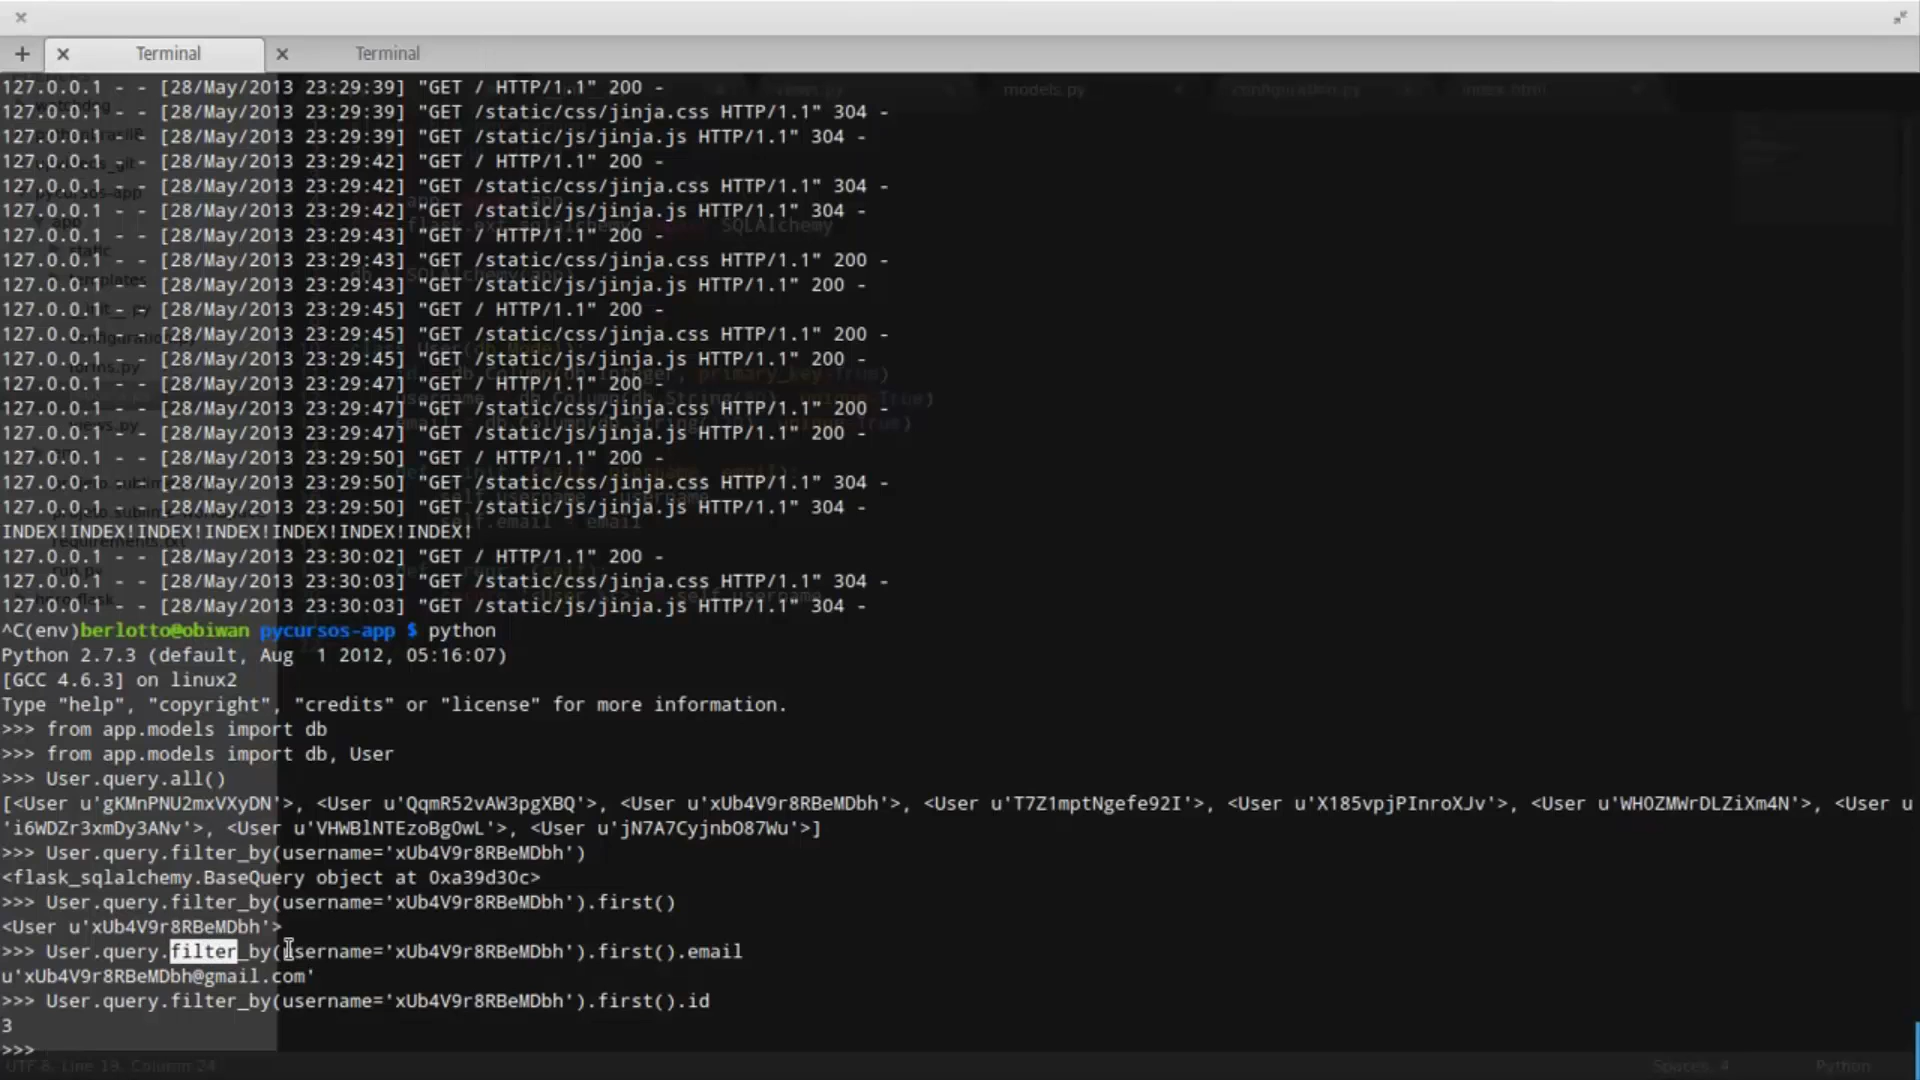 Terminal
Terminal
127.0.0.1 - - [28/May/2013 23:29:39] "GET / HTTP/1.1" 200 -
127.0.0.1 - - [28/May/2013 23:29:39] "GET /static/css/jinja.css HTTP/1.1" 304 -
127.0.0.1 - - [28/May/2013 23:29:39] "GET /static/js/jinja.js HTTP/1.1" 304 -
127.0.0.1 - - [28/May/2013 23:29:42] "GET / HTTP/1.1" 200 -
127.0.0.1 - - [28/May/2013 23:29:42] "GET /static/css/jinja.css HTTP/1.1" 304 -
127.0.0.1 - - [28/May/2013 23:29:42] "GET /static/js/jinja.js HTTP/1.1" 304 -
127.0.0.1 - - [28/May/2013 23:29:43] "GET / HTTP/1.1" 200 -
127.0.0.1 - - [28/May/2013 23:29:43] "GET /static/css/jinja.css HTTP/1.1" 200 -
127.0.0.1 - - [28/May/2013 23:29:43] "GET /static/js/jinja.js HTTP/1.1" 200 -
127.0.0.1 - - [28/May/2013 23:29:45] "GET / HTTP/1.1" 200 -
127.0.0.1 - - [28/May/2013 23:29:45] "GET /static/css/jinja.css HTTP/1.1" 200 -
127.0.0.1 - - [28/May/2013 23:29:45] "GET /static/js/jinja.js HTTP/1.1" 200 -
127.0.0.1 - - [28/May/2013 23:29:47] "GET / HTTP/1.1" 200 -
127.0.0.1 - - [28/May/2013 23:29:47] "GET /static/css/jinja.css HTTP/1.1" 200 -
127.0.0.1 - - [28/May/2013 23:29:47] "GET /static/js/jinja.js HTTP/1.1" 200 -
127.0.0.1 - - [28/May/2013 23:29:50] "GET / HTTP/1.1" 200 -
127.0.0.1 - - [28/May/2013 23:29:50] "GET /static/css/jinja.css HTTP/1.1" 304 -
127.0.0.1 - - [28/May/2013 23:29:50] "GET /static/js/jinja.js HTTP/1.1" 304 -
INDEX!INDEX!INDEX!INDEX!INDEX!INDEX!INDEX!
127.0.0.1 - - [28/May/2013 23:30:02] "GET / HTTP/1.1" 200 -
127.0.0.1 - - [28/May/2013 23:30:03] "GET /static/css/jinja.css HTTP/1.1" 304 -
127.0.0.1 - - [28/May/2013 23:30:03] "GET /static/js/jinja.js HTTP/1.1" 304 -
^C(env)berlotto@obiwan pycursos-app $ python
Python 2.7.3 (default, Aug  1 2012, 05:16:07)
[GCC 4.6.3] on linux2
Type "help", "copyright", "credits" or "license" for more information.
>>> from app.models import db
>>> from app.models import db, User
>>> User.query.all()
[<User u'gKMnPNU2mxVXyDN'>, <User u'QqmR52vAW3pgXBQ'>, <User u'xUb4V9r8RBeMDbh'>, <User u'T7Z1mptNgefe92I'>, <User u'X185vpjPInroXJv'>, <User u'WH0ZMWrDLZiXm4N'>, <User u
'i6WDZr3xmDy3ANv'>, <User u'VHWBlNTEzoBg0wL'>, <User u'jN7A7CyjnbO87Wu'>]
>>> User.query.filter_by(username='xUb4V9r8RBeMDbh')
<flask_sqlalchemy.BaseQuery object at 0xa39d30c>
>>> User.query.filter_by(username='xUb4V9r8RBeMDbh').first()
<User u'xUb4V9r8RBeMDbh'>
>>> User.query.filter_by(username='xUb4V9r8RBeMDbh').first().email
u'xUb4V9r8RBeMDbh@gmail.com'
>>> User.query.filter_by(username='xUb4V9r8RBeMDbh').first().id
3
>>>
UTF-8, Line 19, Column 24
Spaces: 4
Python